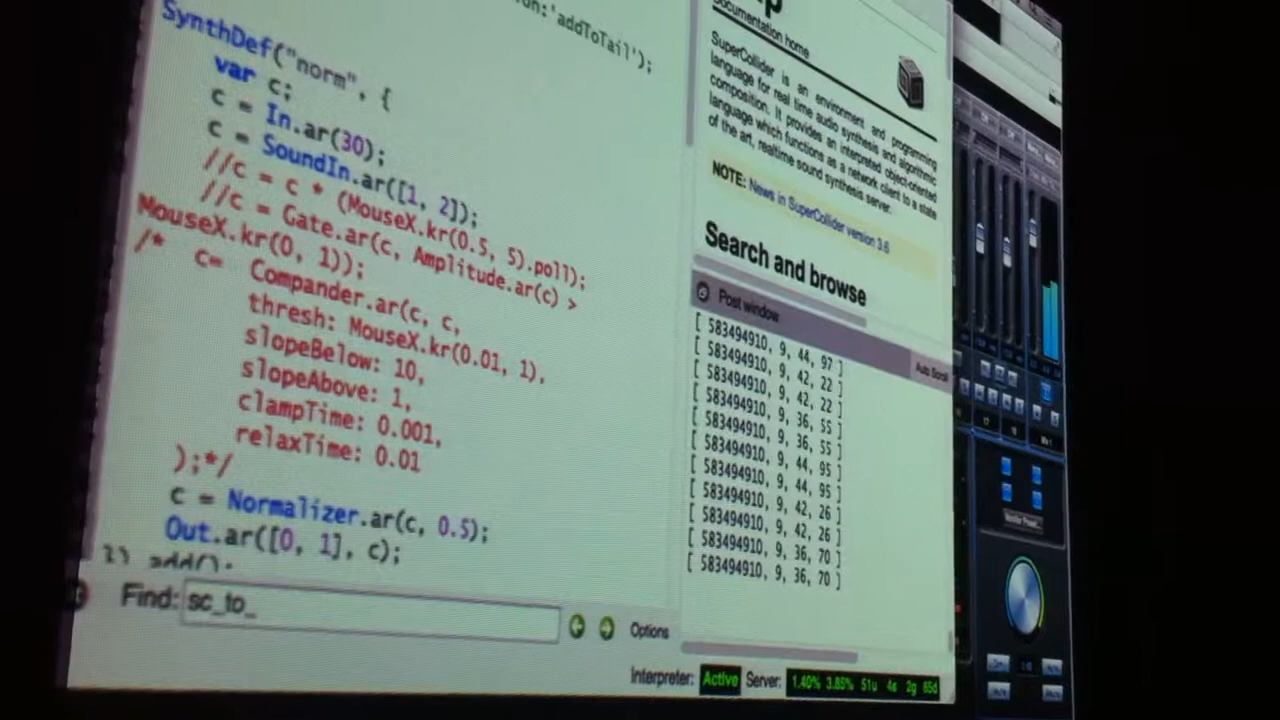 'addToTail');
SynthDef("norm", {
var c;
c = In.ar(30);
c = SoundIn.ar([1, 2]);
//c = c * (MouseX.kr(0.5, 5).poll);
//c = Gate.ar(c, Amplitude.ar(c) >
MouseX.kr(0, 1));
/* c= Compander.ar(c, c,
thresh: MouseX.kr(0.01, 1),
slopeBelow: 10,
slopeAbove: 1,
clampTime: 0.001,
relaxTime: 0.01
);*/
c = Normalizer.ar(c, 0.5);
Out.ar([0, 1], c);
Find: sc_to_
Options
Documentation home
SuperCollider is an environment and programming
language for real time audio synthesis and algorithmic
composition. It provides an interpreted object-oriented
language which functions as a network client to a state
of the art, realtime sound synthesis server.
NOTE: News in SuperCollider version 3.6
Search and browse
Post window
Auto Scroll
[ 583494910, 9, 44, 97 ]
[ 583494910, 9, 42, 22 ]
[ 583494910, 9, 42, 22 ]
[ 583494910, 9, 36, 55 ]
[ 583494910, 9, 36, 55 ]
[ 583494910, 9, 44, 95 ]
[ 583494910, 9, 44, 95 ]
[ 583494910, 9, 42, 26 ]
[ 583494910, 9, 42, 26 ]
[ 583494910, 9, 36, 70 ]
[ 583494910, 9, 36, 70 ]
Interpreter: Active Server: 1.40% 3.85% 51u 4s 2g 85d